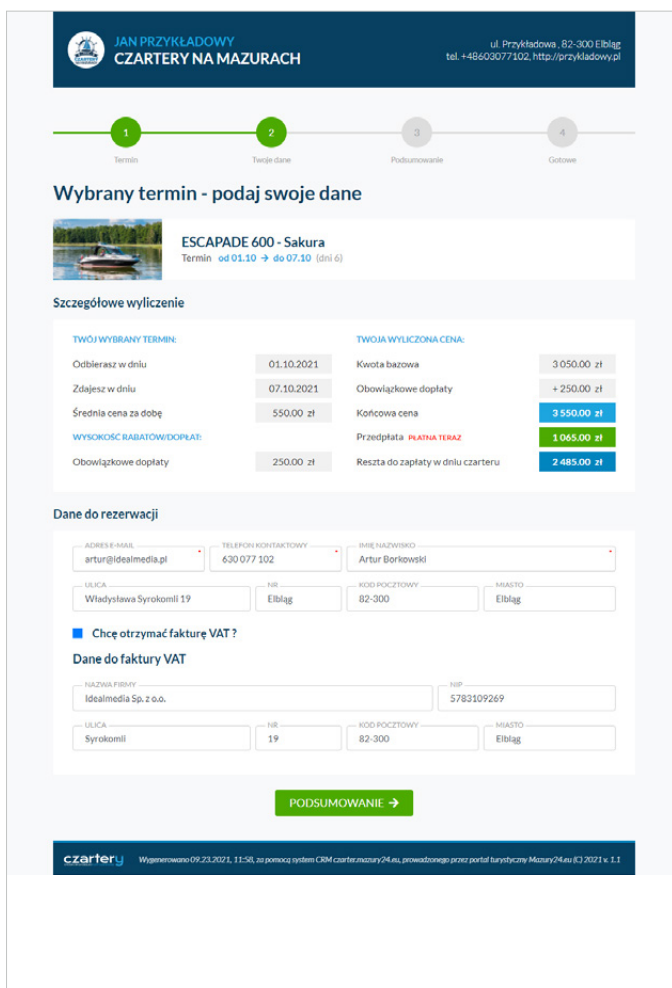 JAN PRZYKŁADOWY
CZARTERY NA MAZURACH
ul. Przykładowa , 82-300 Elbląg
tel. +48603077102, http://przykladowy.pl
1 2 3 4
Termin Twoje dane Podsumowanie Gotowe
Wybrany termin - podaj swoje dane
ESCAPADE 600 - Sakura
Termin od 01.10 → do 07.10 (dni 6)
Szczegółowe wyliczenie
TWÓJ WYBRANY TERMIN: TWOJA WYLICZONA CENA:
Odbierasz w dniu 01.10.2021 Kwota bazowa 3 050.00 zł
Zdajesz w dniu 07.10.2021 Obowiązkowe dopłaty + 250.00 zł
Średnia cena za dobę 550.00 zł Końcowa cena 3 550.00 zł
WYSOKOŚĆ RABATÓW/DOPŁAT: Przedpłata PŁATNA TERAZ 1 065.00 zł
Obowiązkowe dopłaty 250.00 zł Reszta do zapłaty w dniu czarteru 2 485.00 zł
Dane do rezerwacji
ADRES E-MAIL TELEFON KONTAKTOWY IMIĘ NAZWISKO
artur@idealmedia.pl 630 077 102 Artur Borkowski
ULICA NR KOD POCZTOWY MIASTO
Władysława Syrokomli 19 Elbląg 82-300 Elbląg
Chcę otrzymać fakturę VAT ?
Dane do faktury VAT
NAZWA FIRMY NIP
Idealmedia Sp. z o.o. 5783109269
ULICA NR KOD POCZTOWY MIASTO
Syrokomli 19 82-300 Elbląg
PODSUMOWANIE →
czartery Wygenerowano 09.23.2021, 11:58, za pomocą system CRM czarter.mazury24.eu, prowadzonego przez portal turystyczny Mazury24.eu (C) 2021 v. 1.1